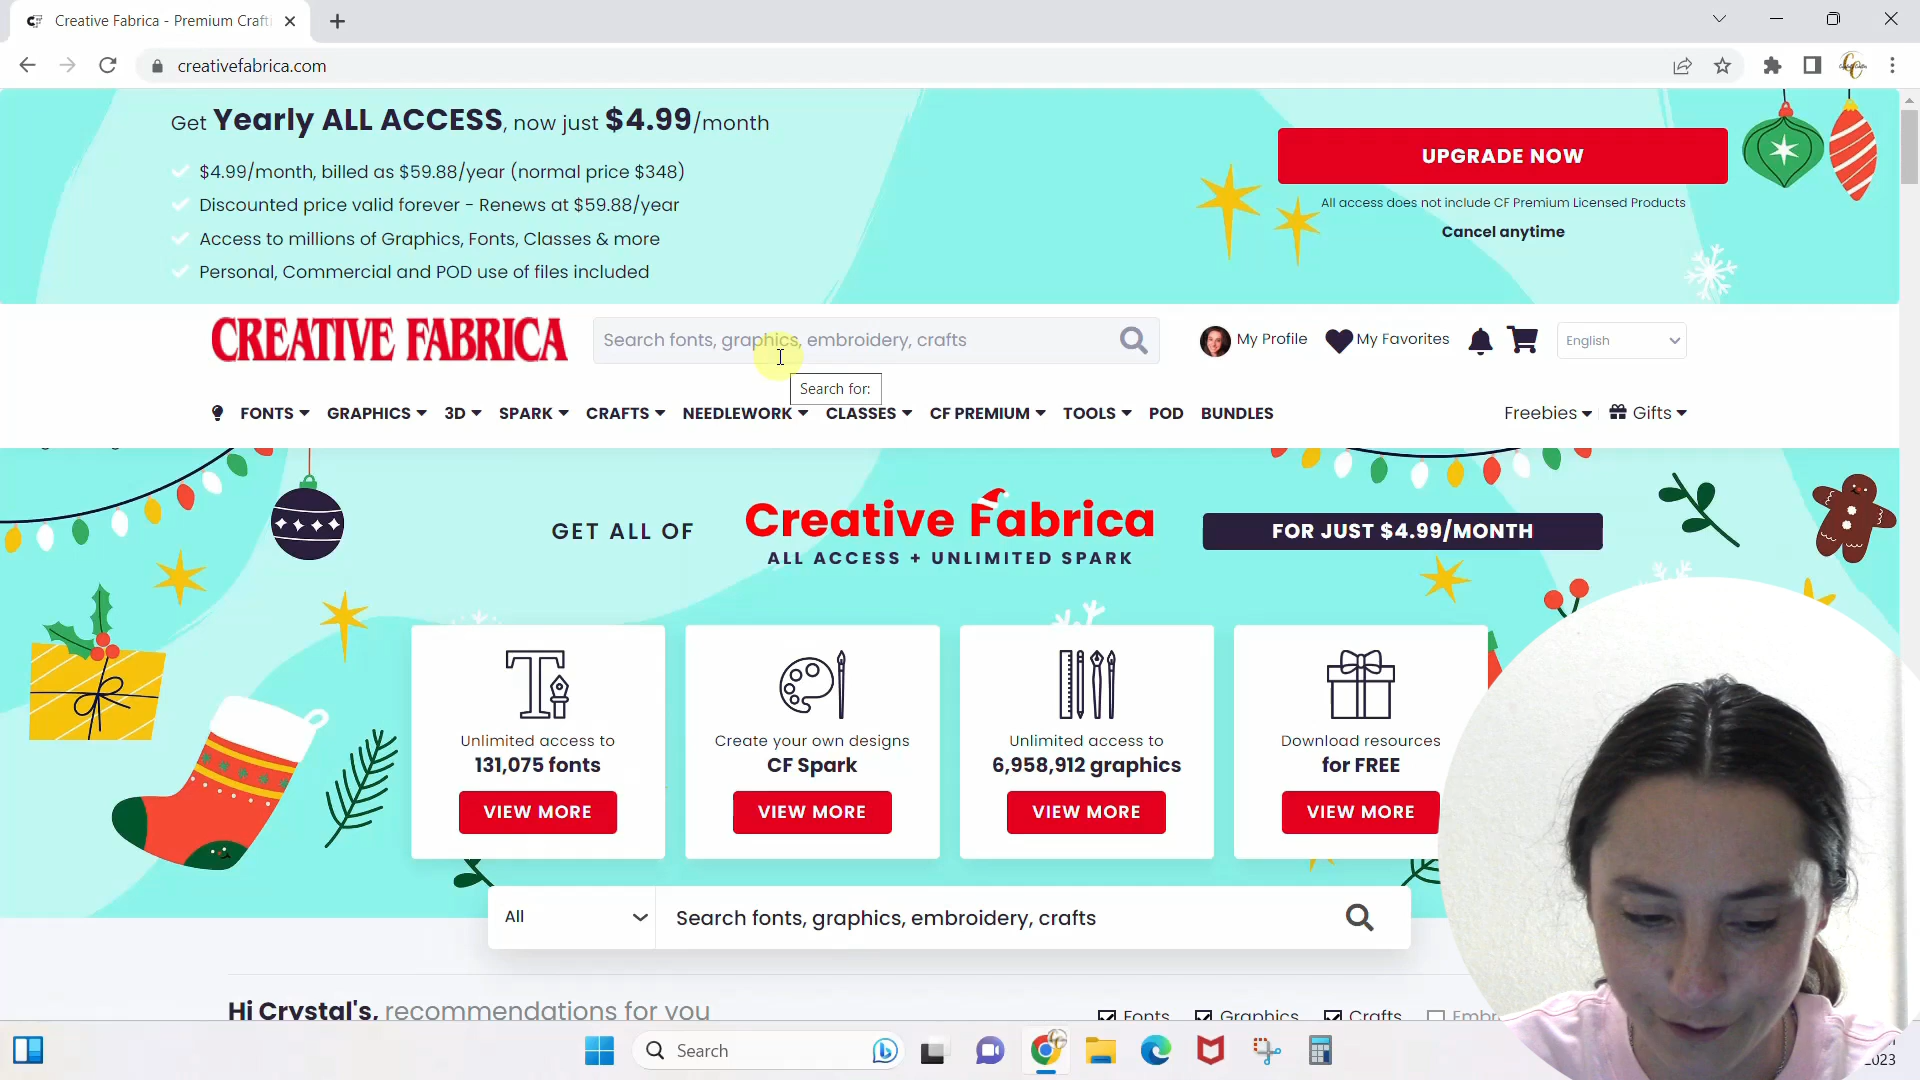 Creative Fabrica - Premium Crafti
creativefabrica.com
Get Yearly ALL ACCESS, now just $4.99/month
$4.99/month, billed as $59.88/year (normal price $348)
Discounted price valid forever - Renews at $59.88/year
Access to millions of Graphics, Fonts, Classes & more
Personal, Commercial and POD use of files included
UPGRADE NOW
All access does not include CF Premium Licensed Products
Cancel anytime
CREATIVE FABRICA
Search fonts, graphics, embroidery, crafts
My Profile
My Favorites
English
Search for:
FONTS GRAPHICS 3D SPARK CRAFTS NEEDLEWORK CLASSES CF PREMIUM TOOLS POD BUNDLES
Freebies Gifts
GET ALL OF
Creative Fabrica
ALL ACCESS + UNLIMITED SPARK
FOR JUST $4.99/MONTH
Unlimited access to
131,075 fonts
VIEW MORE
Create your own designs
CF Spark
VIEW MORE
Unlimited access to
6,958,912 graphics
VIEW MORE
Download resources
for FREE
VIEW MORE
All
Search fonts, graphics, embroidery, crafts
Hi Crystal's, recommendations for you
Fonts Graphics Crafts Embr
Search
2023